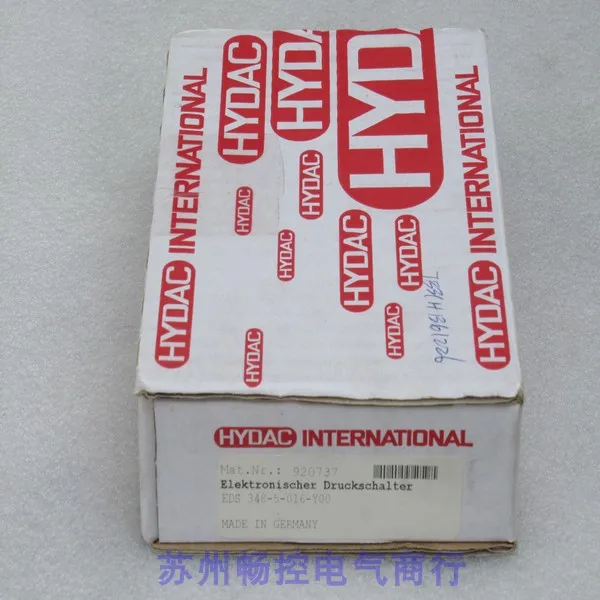 HYDAC INTERNATIONAL
HYDAC
HYDAC
HYDAC
HYDAC
HYDAC
HYDAC
HYDAC
HYDAC
HYDAC
HYDAC
HYDAC INTERNATIONAL
HYDAC INTERNATIONAL
Mat.Nr.: 920737
Elektronischer Druckschalter
EDS 348-5-016-Y00
MADE IN GERMANY
苏州畅控电气商行